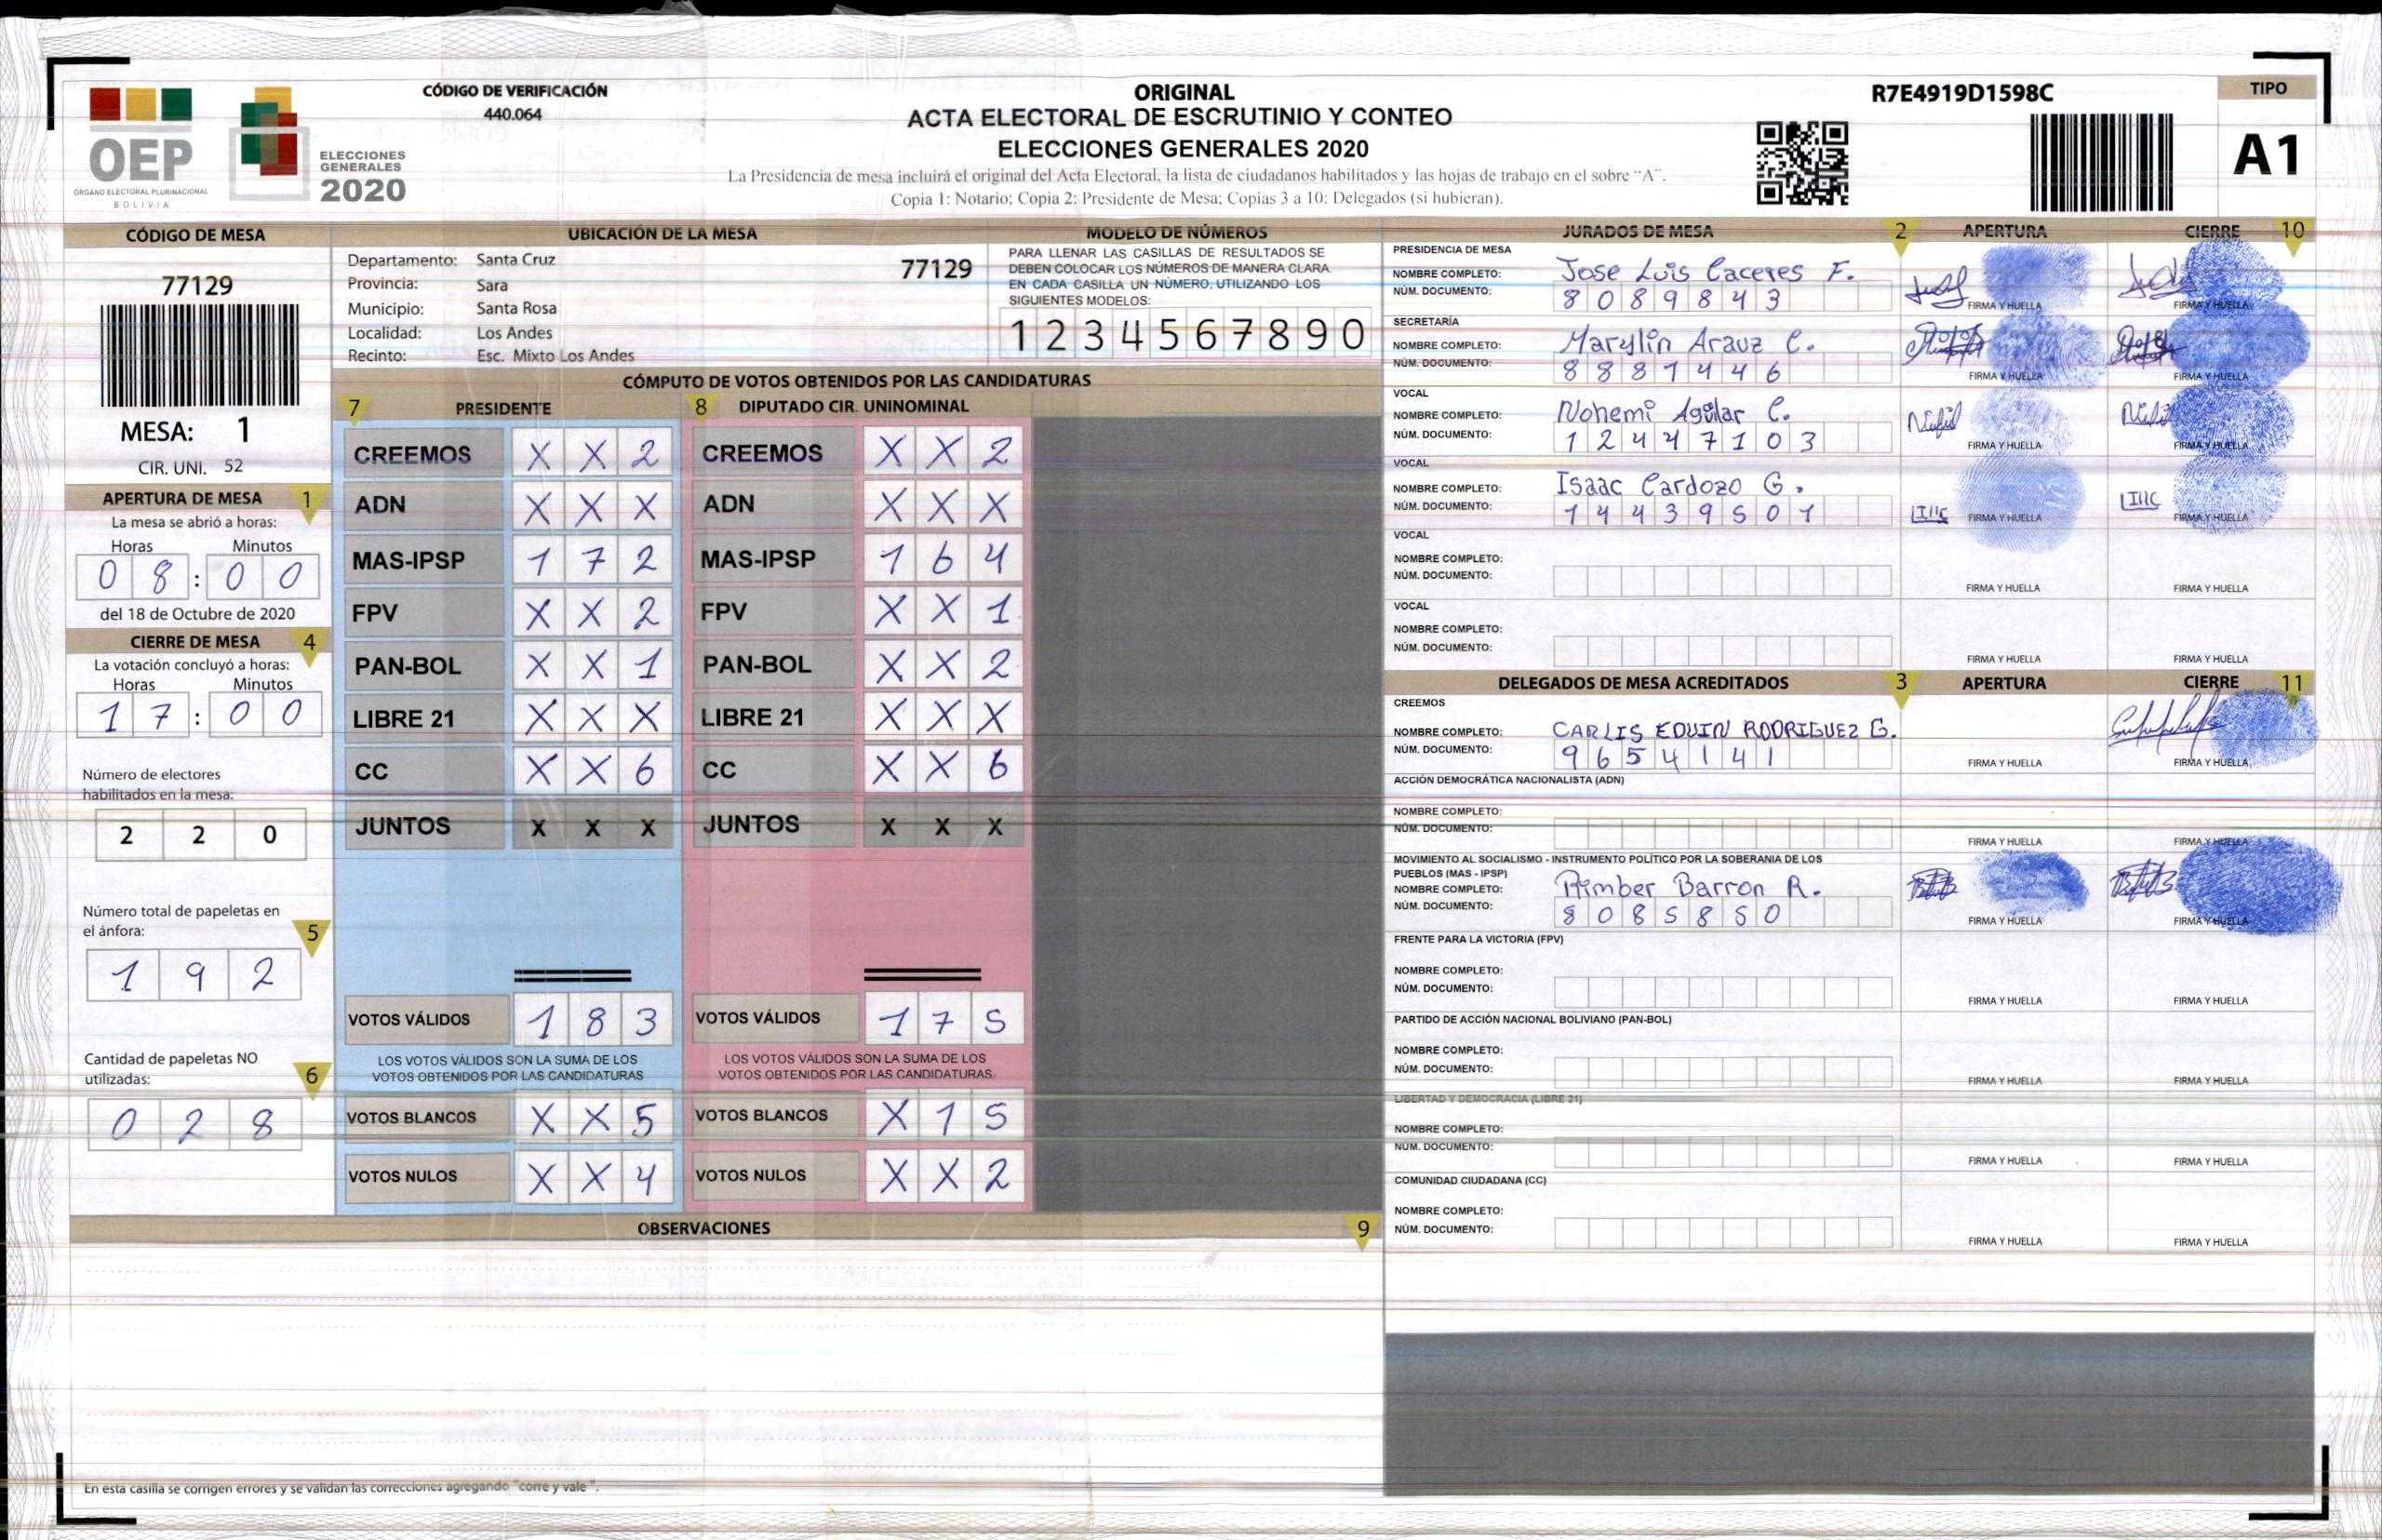 CÓDIGO DE VERIFICACIÓN
440.064
ORIGINAL
ACTA ELECTORAL DE ESCRUTINIO Y CONTEO
ELECCIONES GENERALES 2020
La Presidencia de mesa incluirá el original del Acta Electoral, la lista de ciudadanos habilitados y las hojas de trabajo en el sobre "A".
Copia 1: Notario; Copia 2: Presidente de Mesa; Copias 3 a 10: Delegados (si hubieran).
R7E4919D1598C
TIPO
A1
OEP
ÓRGANO ELECTORAL PLURINACIONAL
BOLIVIA
ELECCIONES
GENERALES
2020
CÓDIGO DE MESA
77129
MESA: 1
CIR. UNI. 52
APERTURA DE MESA 1
La mesa se abrió a horas:
Horas Minutos
0 8 : 0 0
del 18 de Octubre de 2020
CIERRE DE MESA 4
La votación concluyó a horas:
Horas Minutos
1 7 : 0 0
Número de electores
habilitados en la mesa:
2 2 0
Número total de papeletas en
el ánfora: 5
1 9 2
Cantidad de papeletas NO
utilizadas: 6
0 2 8
UBICACIÓN DE LA MESA
Departamento: Santa Cruz 77129
Provincia: Sara
Municipio: Santa Rosa
Localidad: Los Andes
Recinto: Esc. Mixto Los Andes
MODELO DE NÚMEROS
PARA LLENAR LAS CASILLAS DE RESULTADOS SE
DEBEN COLOCAR LOS NÚMEROS DE MANERA CLARA.
EN CADA CASILLA UN NÚMERO, UTILIZANDO LOS
SIGUIENTES MODELOS:
1 2 3 4 5 6 7 8 9 0
CÓMPUTO DE VOTOS OBTENIDOS POR LAS CANDIDATURAS
7 PRESIDENTE
CREEMOS X X 2
ADN X X X
MAS-IPSP 1 7 2
FPV X X 2
PAN-BOL X X 1
LIBRE 21 X X X
CC X X 6
JUNTOS X X X
VOTOS VÁLIDOS 1 8 3
LOS VOTOS VÁLIDOS SON LA SUMA DE LOS
VOTOS OBTENIDOS POR LAS CANDIDATURAS
VOTOS BLANCOS X X 5
VOTOS NULOS X X 4
8 DIPUTADO CIR. UNINOMINAL
CREEMOS X X 2
ADN X X X
MAS-IPSP 1 6 4
FPV X X 1
PAN-BOL X X 2
LIBRE 21 X X X
CC X X 6
JUNTOS X X X
VOTOS VÁLIDOS 1 7 5
LOS VOTOS VÁLIDOS SON LA SUMA DE LOS
VOTOS OBTENIDOS POR LAS CANDIDATURAS.
VOTOS BLANCOS X 1 5
VOTOS NULOS X X 2
OBSERVACIONES 9
En esta casilla se corrigen errores y se validan las correcciones agregando "corre y vale".
JURADOS DE MESA 2 APERTURA CIERRE 10
PRESIDENCIA DE MESA
NOMBRE COMPLETO: Jose Luis Caceres F.
NÚM. DOCUMENTO: 8 0 8 9 8 4 3
FIRMA Y HUELLA FIRMA Y HUELLA
SECRETARÍA
NOMBRE COMPLETO: Marylin Arauz C.
NÚM. DOCUMENTO: 8 8 8 1 4 4 6
FIRMA Y HUELLA FIRMA Y HUELLA
VOCAL
NOMBRE COMPLETO: Nohemi Aguilar C.
NÚM. DOCUMENTO: 1 2 4 4 7 1 0 3
FIRMA Y HUELLA FIRMA Y HUELLA
VOCAL
NOMBRE COMPLETO: Isaac Cardozo G.
NÚM. DOCUMENTO: 1 4 4 3 9 5 0 1
FIRMA Y HUELLA FIRMA Y HUELLA
VOCAL
NOMBRE COMPLETO:
NÚM. DOCUMENTO:
FIRMA Y HUELLA FIRMA Y HUELLA
VOCAL
NOMBRE COMPLETO:
NÚM. DOCUMENTO:
FIRMA Y HUELLA FIRMA Y HUELLA
DELEGADOS DE MESA ACREDITADOS 3 APERTURA CIERRE 11
CREEMOS
NOMBRE COMPLETO: CARLIS EDUIN RODRIGUEZ G.
NÚM. DOCUMENTO: 9 6 5 4 1 4 1
FIRMA Y HUELLA FIRMA Y HUELLA
ACCIÓN DEMOCRÁTICA NACIONALISTA (ADN)
NOMBRE COMPLETO:
NÚM. DOCUMENTO:
FIRMA Y HUELLA FIRMA Y HUELLA
MOVIMIENTO AL SOCIALISMO - INSTRUMENTO POLÍTICO POR LA SOBERANIA DE LOS
PUEBLOS (MAS - IPSP)
NOMBRE COMPLETO: Rimber Barron R.
NÚM. DOCUMENTO: 8 0 8 5 8 5 0
FIRMA Y HUELLA FIRMA Y HUELLA
FRENTE PARA LA VICTORIA (FPV)
NOMBRE COMPLETO:
NÚM. DOCUMENTO:
FIRMA Y HUELLA FIRMA Y HUELLA
PARTIDO DE ACCIÓN NACIONAL BOLIVIANO (PAN-BOL)
NOMBRE COMPLETO:
NÚM. DOCUMENTO:
FIRMA Y HUELLA FIRMA Y HUELLA
LIBERTAD Y DEMOCRACIA (LIBRE 21)
NOMBRE COMPLETO:
NÚM. DOCUMENTO:
FIRMA Y HUELLA FIRMA Y HUELLA
COMUNIDAD CIUDADANA (CC)
NOMBRE COMPLETO:
NÚM. DOCUMENTO:
FIRMA Y HUELLA FIRMA Y HUELLA